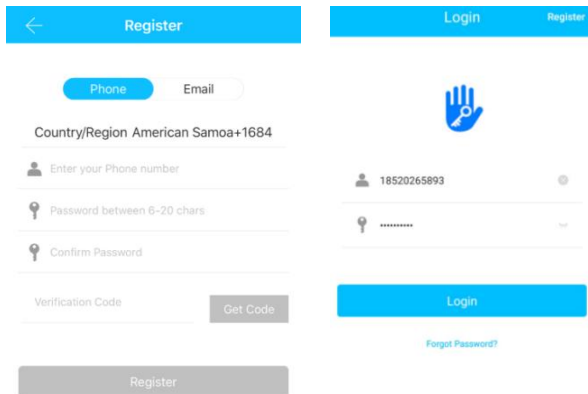 Register
Phone Email
Country/Region American Samoa+1684
Enter your Phone number
Password between 6-20 chars
Confirm Password
Verification Code Get Code
Register
Login Register
18520265893
••••••••••
Login
Forgot Password?